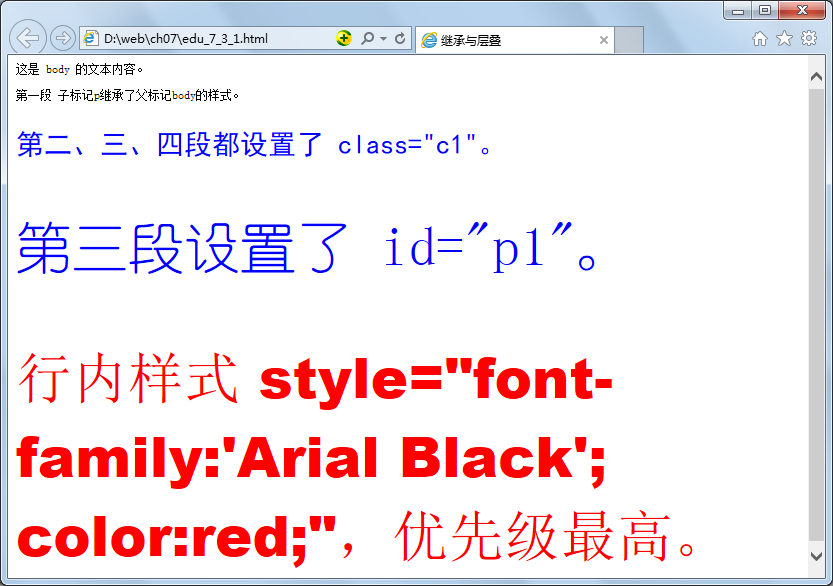 D:\web\ch07\edu_7_3_1.html
继承与层叠
这是 body 的文本内容。
第一段 子标记p继承了父标记body的样式。
第二、三、四段都设置了 class="c1"。
第三段设置了 id="p1"。
行内样式 style="font-
family:'Arial Black';
color:red;"，优先级最高。